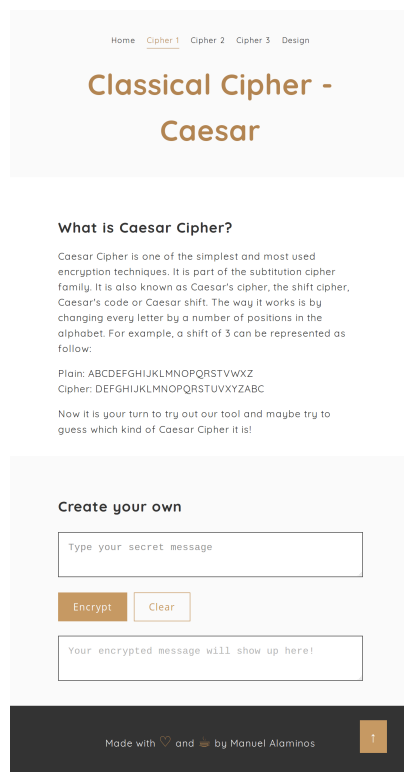 Home Cipher 1 Cipher 2 Cipher 3 Design
Classical Cipher -
Caesar
What is Caesar Cipher?
Caesar Cipher is one of the simplest and most used
encryption techniques. It is part of the subtitution cipher
family. It is also known as Caesar's cipher, the shift cipher,
Caesar's code or Caesar shift. The way it works is by
changing every letter by a number of positions in the
alphabet. For example, a shift of 3 can be represented as
follow:
Plain: ABCDEFGHIJKLMNOPQRSTVWXZ
Cipher: DEFGHIJKLMNOPQRSTUVXYZABC
Now it is your turn to try out our tool and maybe try to
guess which kind of Caesar Cipher it is!
Create your own
Type your secret message
Encrypt Clear
Your encrypted message will show up here!
Made with ♡ and ☕ by Manuel Alaminos ↑